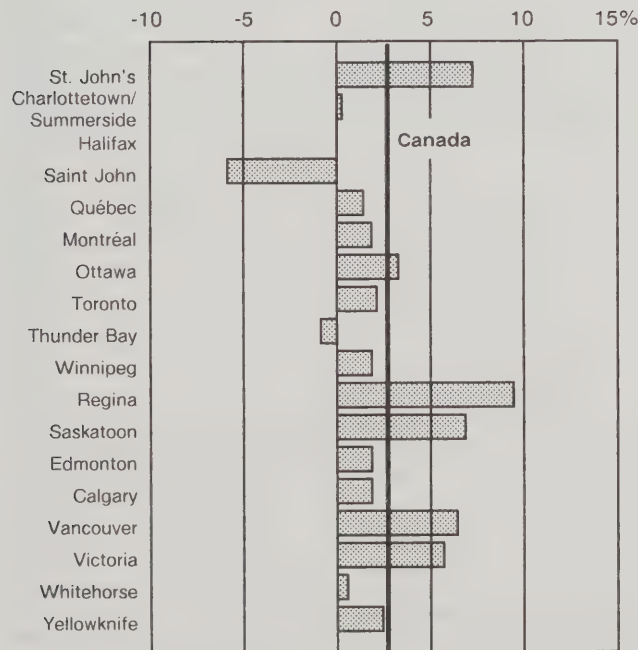 -10 -5 0 5 10 15%
St. John's
Charlottetown/
Summerside
Halifax
Canada
Saint John
Québec
Montréal
Ottawa
Toronto
Thunder Bay
Winnipeg
Regina
Saskatoon
Edmonton
Calgary
Vancouver
Victoria
Whitehorse
Yellowknife